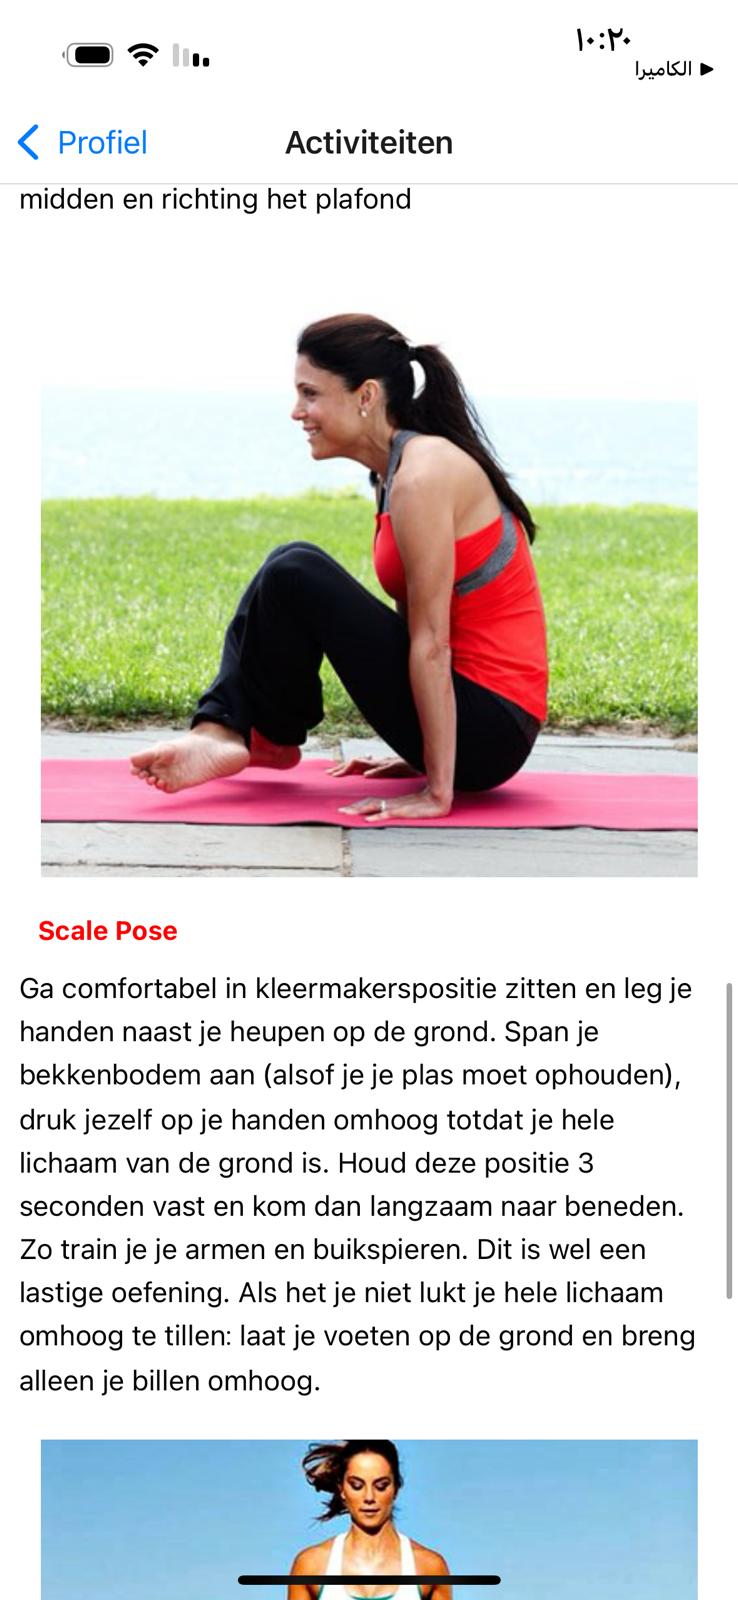 ١٠:٢٠
◀ الكاميرا
Profiel
Activiteiten
midden en richting het plafond
Scale Pose
Ga comfortabel in kleermakerspositie zitten en leg je
handen naast je heupen op de grond. Span je
bekkenbodem aan (alsof je je plas moet ophouden),
druk jezelf op je handen omhoog totdat je hele
lichaam van de grond is. Houd deze positie 3
seconden vast en kom dan langzaam naar beneden.
Zo train je je armen en buikspieren. Dit is wel een
lastige oefening. Als het je niet lukt je hele lichaam
omhoog te tillen: laat je voeten op de grond en breng
alleen je billen omhoog.